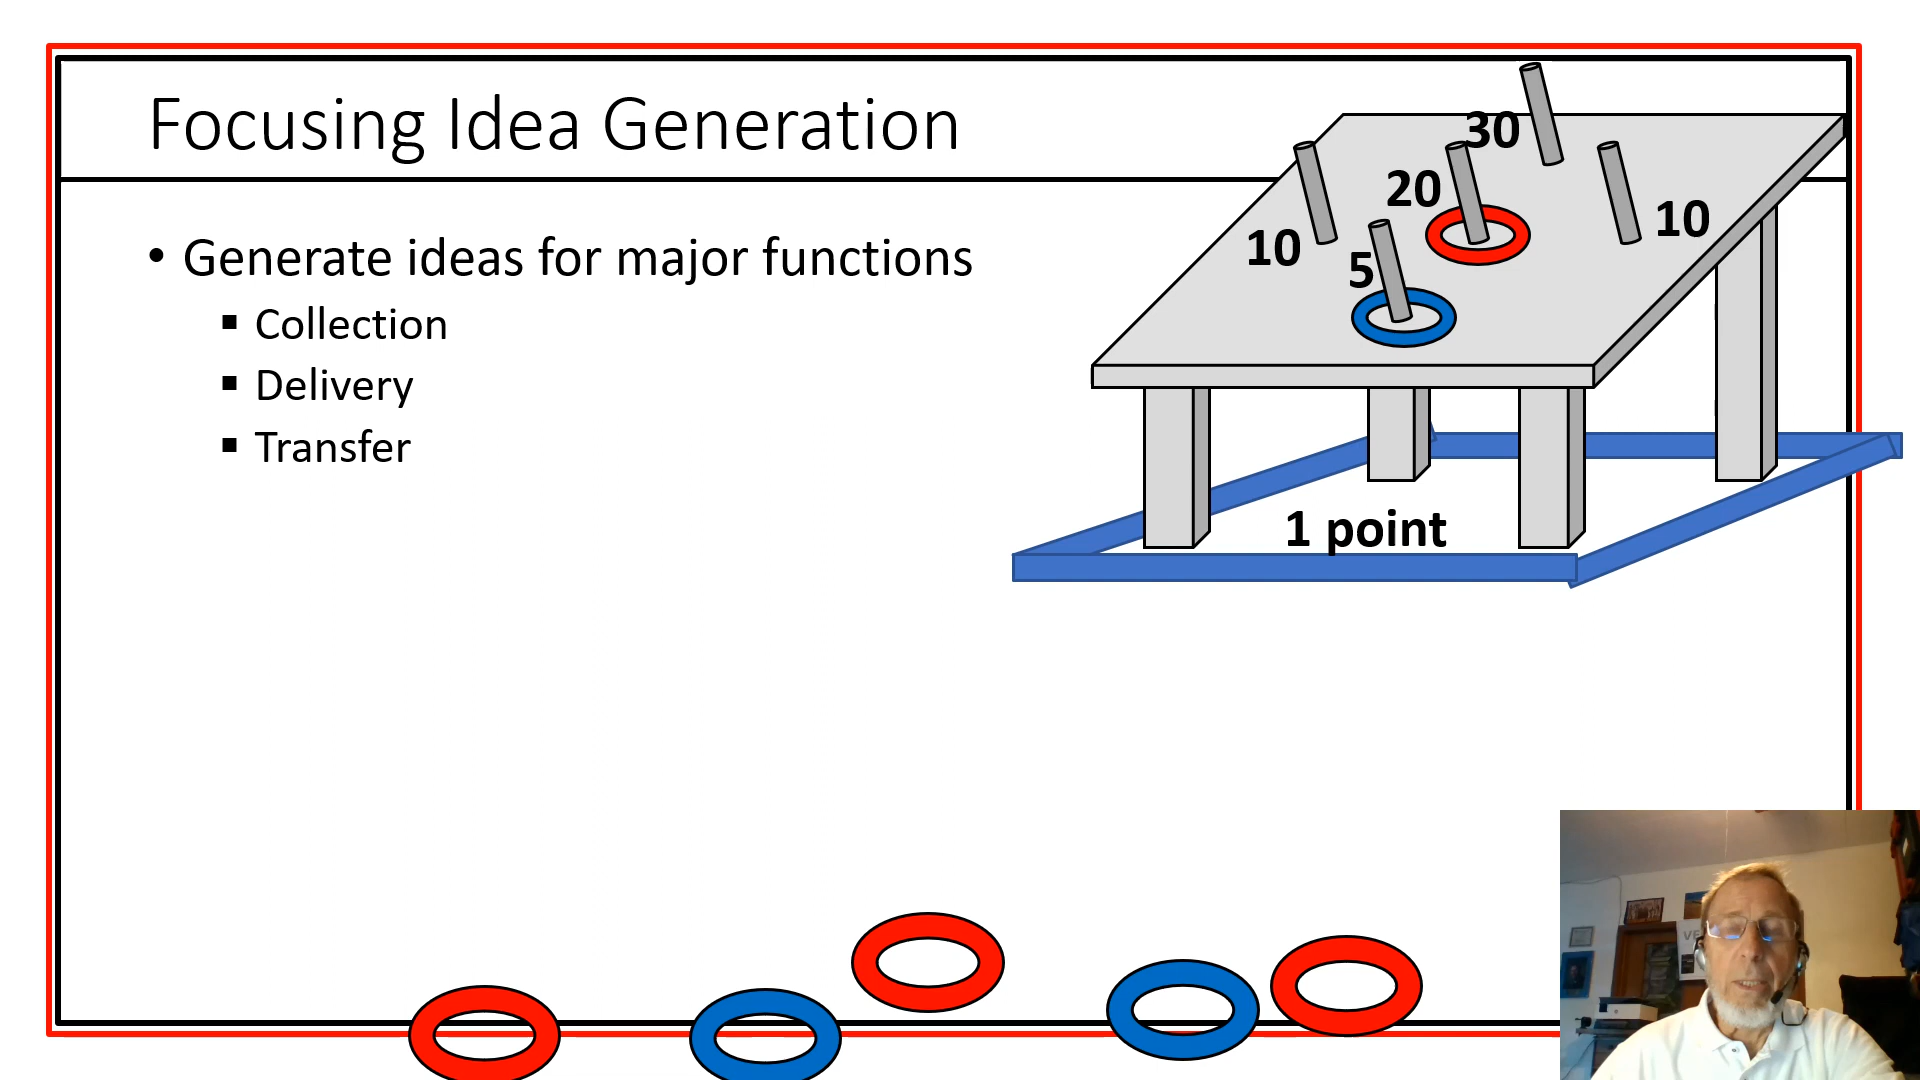 Focusing Idea Generation
• Generate ideas for major functions
▪ Collection
▪ Delivery
▪ Transfer
30
20
10
10
5
1 point